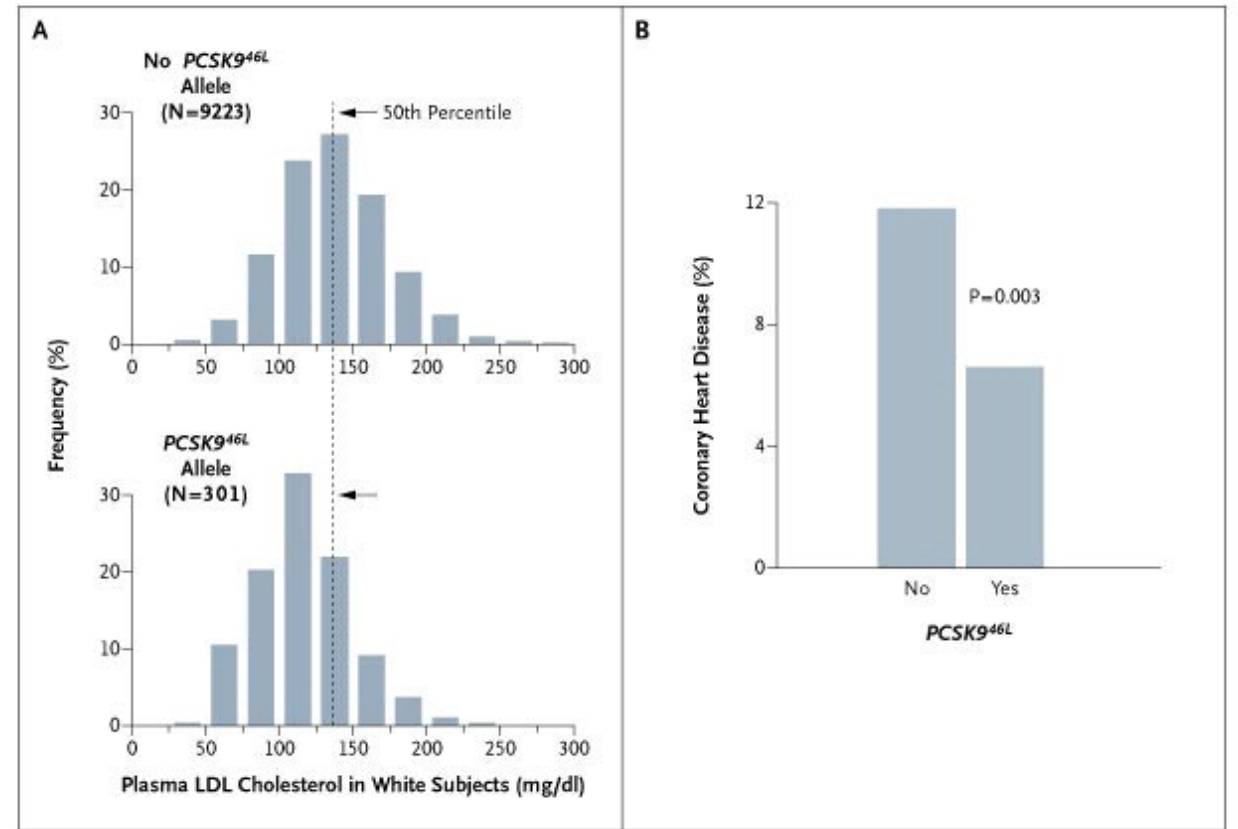 A
No PCSK9^46L
Allele
(N=9223)
50th Percentile
30
20
10
0
0 50 100 150 200 250 300
Frequency (%)
PCSK9^46L
Allele
(N=301)
30
20
10
0
0 50 100 150 200 250 300
Plasma LDL Cholesterol in White Subjects (mg/dl)
B
12
8
4
0
Coronary Heart Disease (%)
P=0.003
No Yes
PCSK9^46L